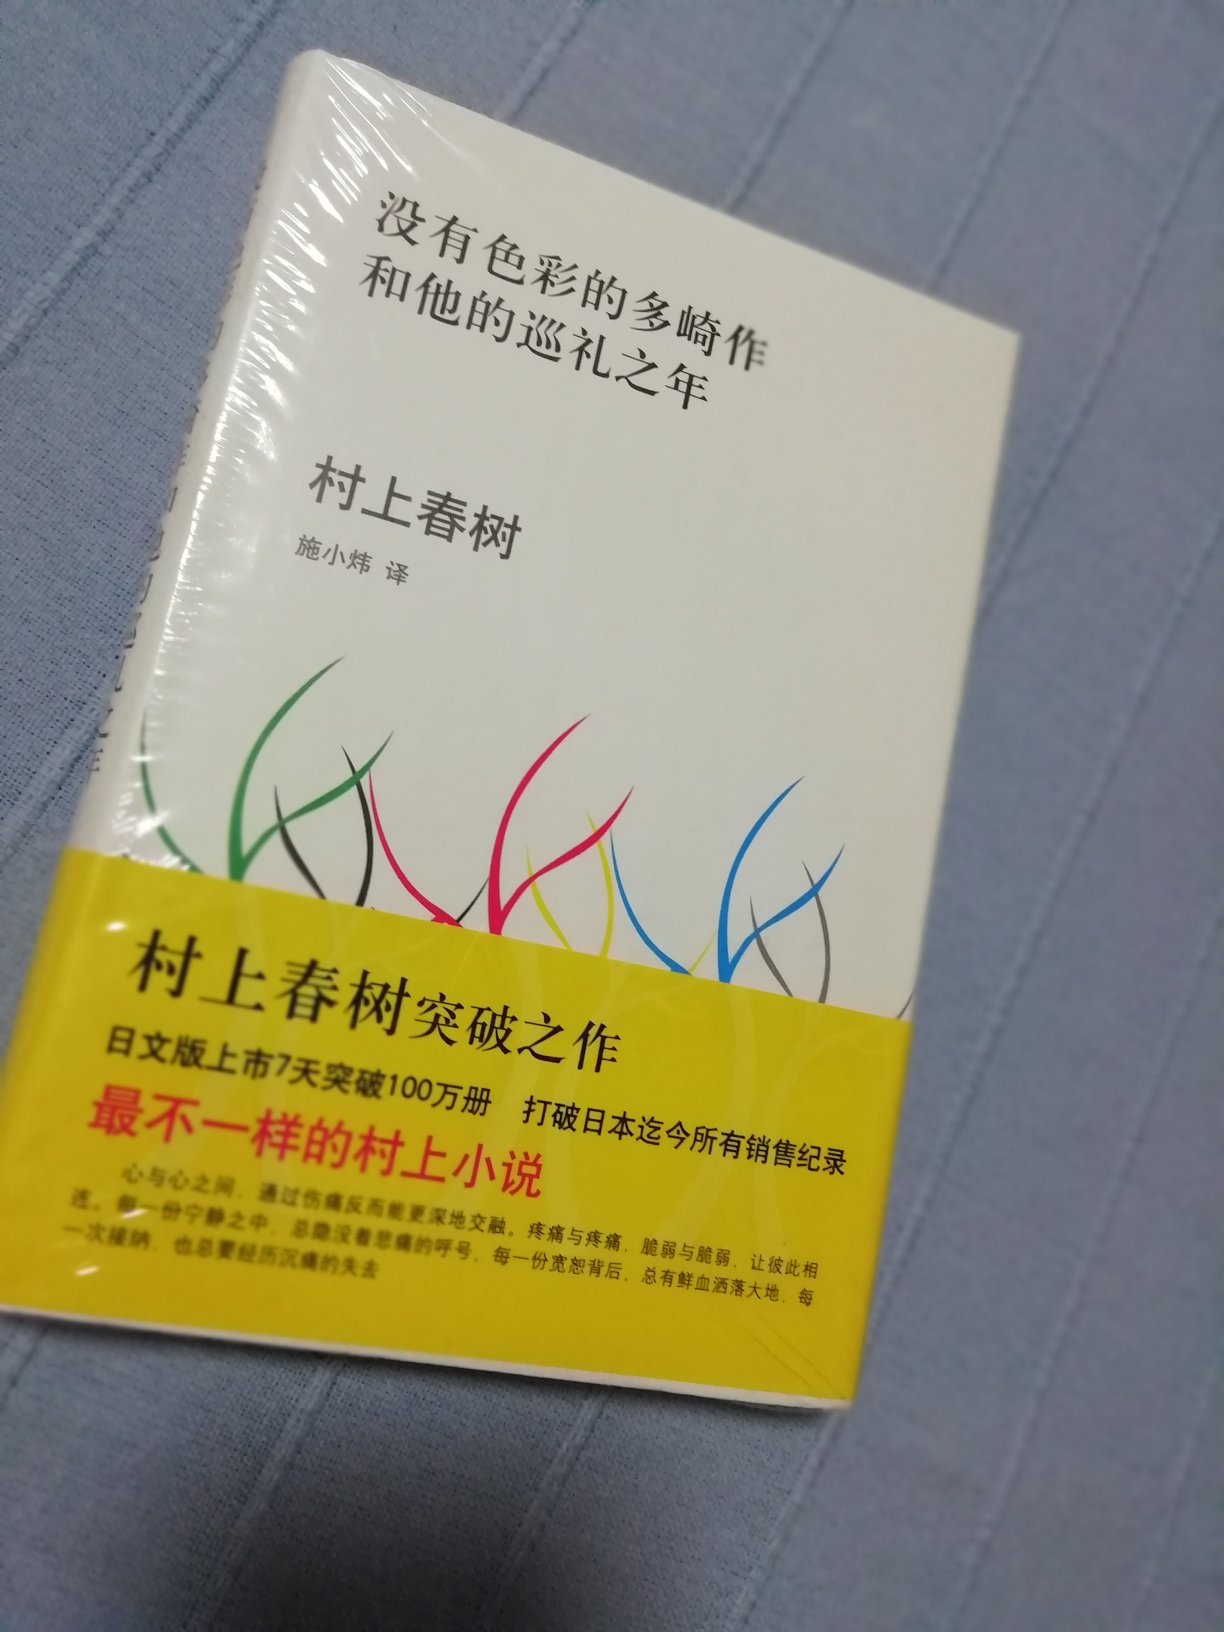 没有色彩的多崎作
和他的巡礼之年
村上春树
施小炜 译
村上春树突破之作
日文版上市7天突破100万册 打破日本迄今所有销售纪录
最不一样的村上小说
心与心之间，通过伤痛反而能更深地交融。疼痛与疼痛，脆弱与脆弱，让彼此相
连。每一份宁静之中，总隐没着悲痛的呼号，每一份宽恕背后，总有鲜血洒落大地，每
一次接纳，也总要经历沉痛的失去